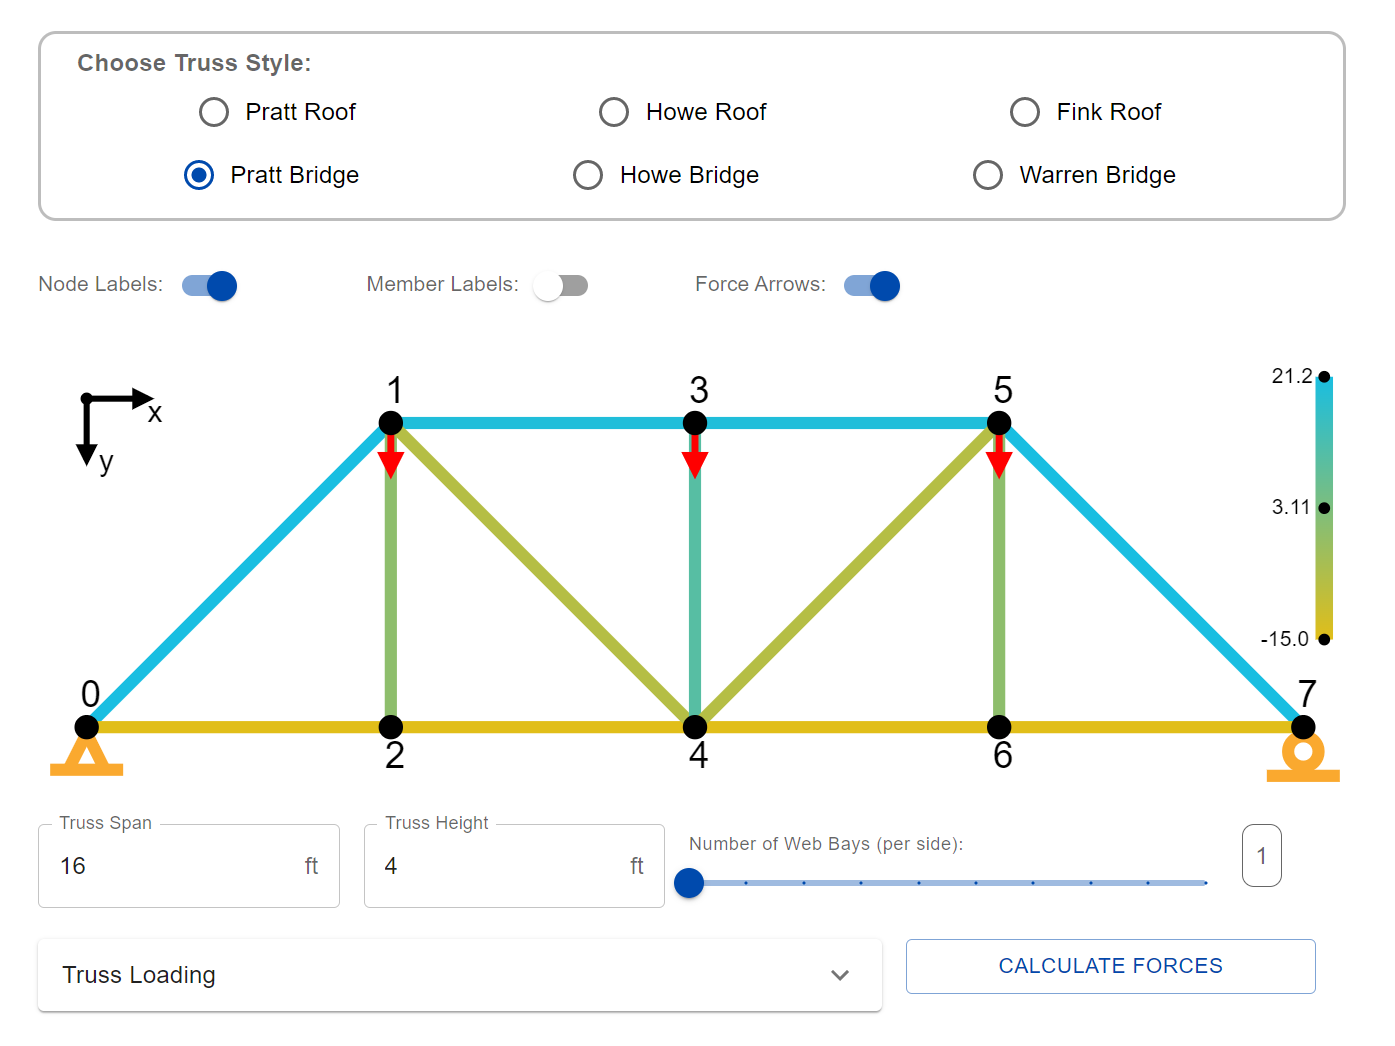 Choose Truss Style:
Pratt Roof Howe Roof Fink Roof
Pratt Bridge Howe Bridge Warren Bridge
Node Labels: Member Labels: Force Arrows:
x
y
1 3 5
21.2
3.11
-15.0
0 7
2 4 6
Truss Span Truss Height
Number of Web Bays (per side):
16 ft 4 ft 1
Truss Loading CALCULATE FORCES